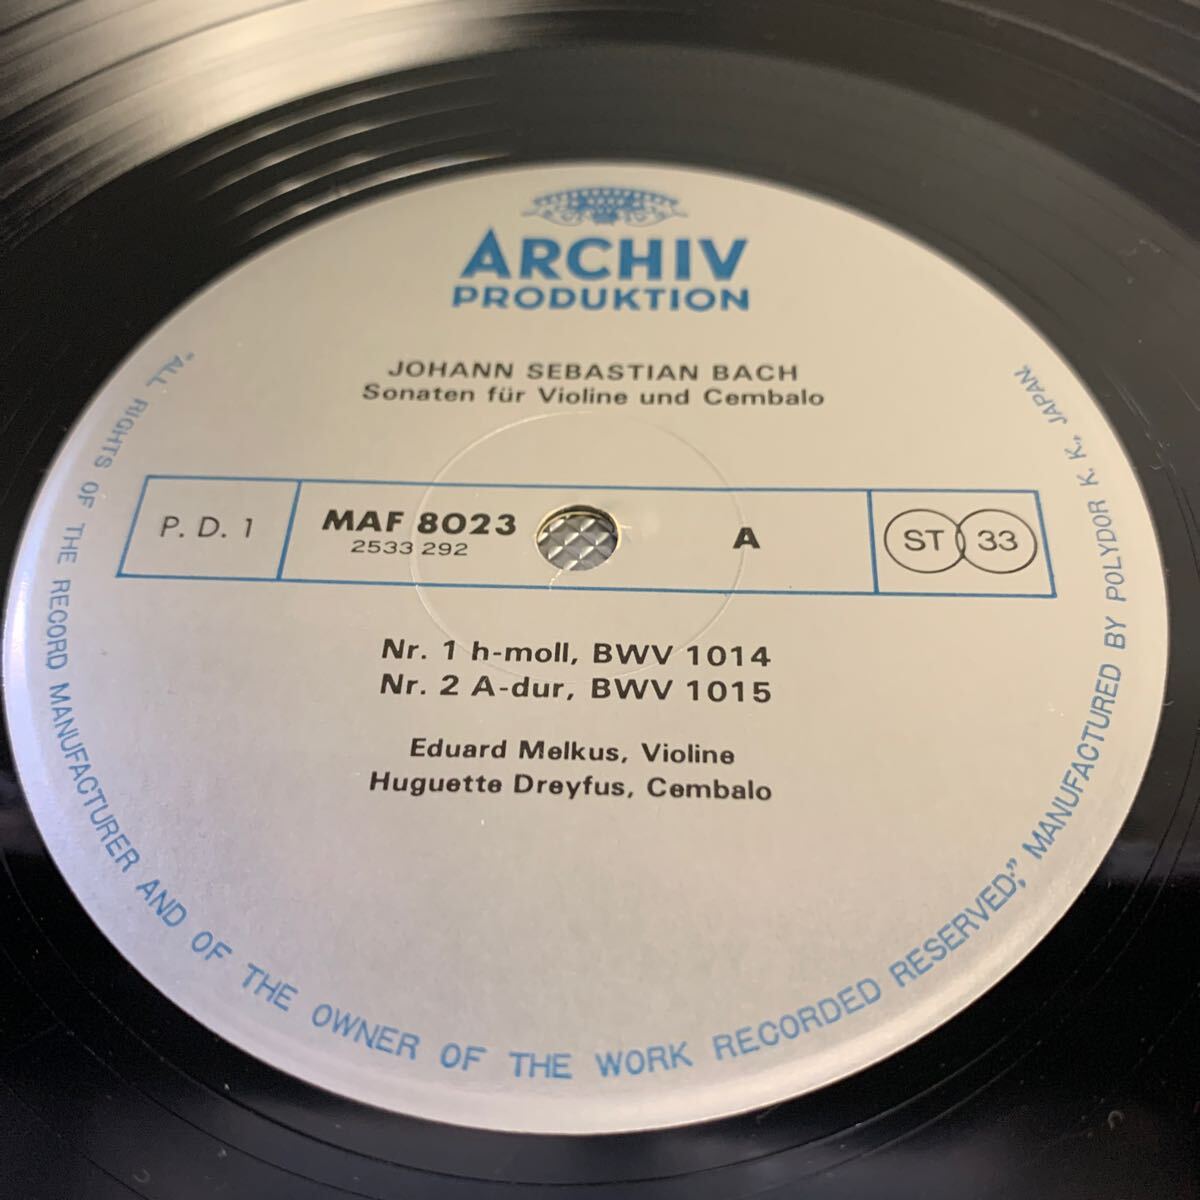 ARCHIV
PRODUKTION
JOHANN SEBASTIAN BACH
Sonaten für Violine und Cembalo
P. D. 1
MAF 8023
2533 292
A
ST 33
Nr. 1 h-moll, BWV 1014
Nr. 2 A-dur, BWV 1015
Eduard Melkus, Violine
Huguette Dreyfus, Cembalo
"ALL RIGHTS OF THE RECORD MANUFACTURER AND OF THE OWNER OF THE WORK RECORDED RESERVED;" MANUFACTURED BY POLYDOR K. K., JAPAN.